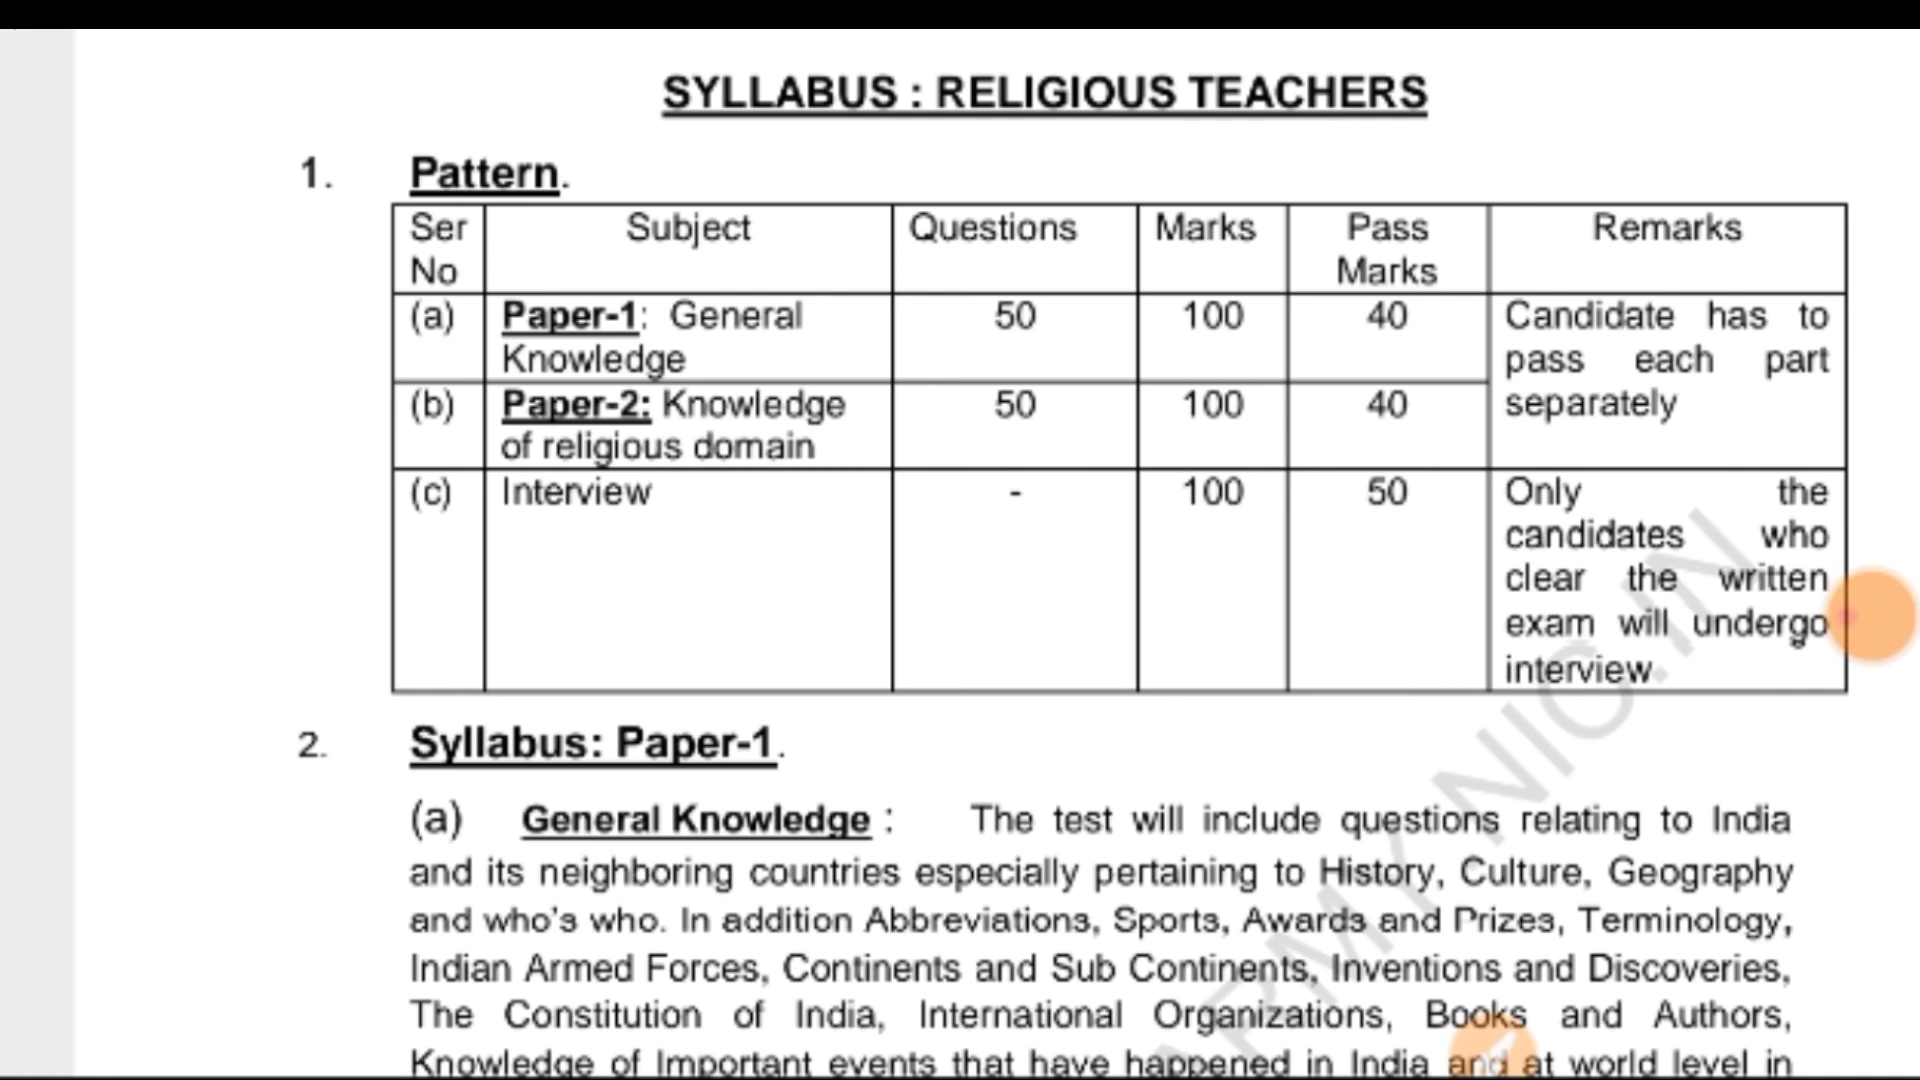 SYLLABUS : RELIGIOUS TEACHERS
1. Pattern.
Ser No Subject Questions Marks Pass Marks Remarks
(a) Paper-1: General Knowledge 50 100 40 Candidate has to pass each part separately
(b) Paper-2: Knowledge of religious domain 50 100 40
(c) Interview - 100 50 Only the candidates who clear the written exam will undergo interview
2. Syllabus: Paper-1.
(a) General Knowledge : The test will include questions relating to India
and its neighboring countries especially pertaining to History, Culture, Geography
and who's who. In addition Abbreviations, Sports, Awards and Prizes, Terminology,
Indian Armed Forces, Continents and Sub Continents, Inventions and Discoveries,
The Constitution of India, International Organizations, Books and Authors,
Knowledge of Important events that have happened in India and at world level in
ARMY NIC.IN